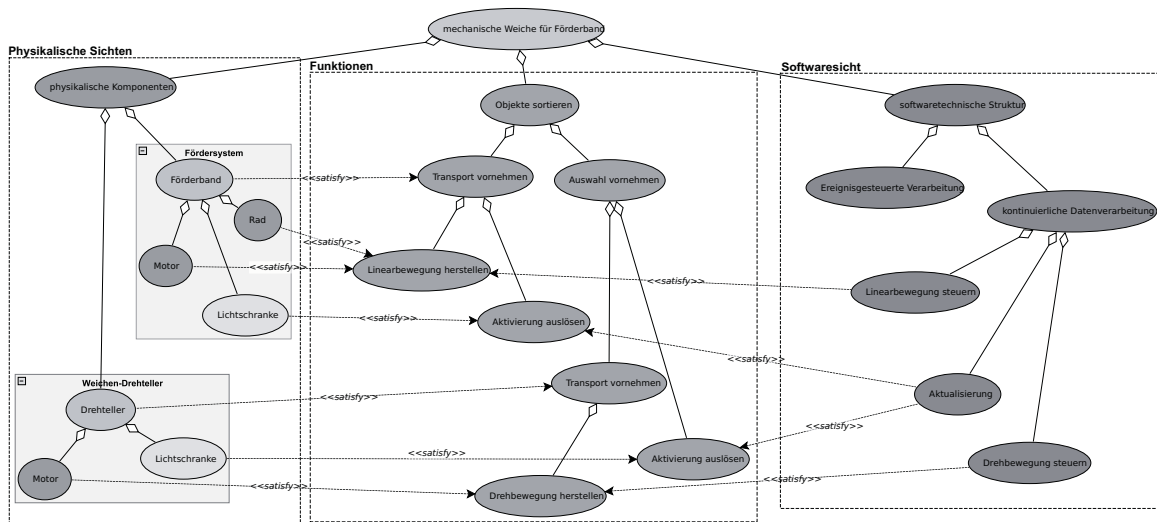 mechanische Weiche für Förderband
Physikalische Sichten
Funktionen
Softwaresicht
physikalische Komponenten
Objekte sortieren
softwaretechnische Struktur
Fördersystem
Förderband
<<satisfy>>
Transport vornehmen
Auswahl vornehmen
Ereignisgesteuerte Verarbeitung
kontinuierliche Datenverarbeitung
Rad
<<satisfy>>
Motor
<<satisfy>>
Linearbewegung herstellen
<<satisfy>>
Linearbewegung steuern
Lichtschranke
<<satisfy>>
Aktivierung auslösen
<<satisfy>>
Weichen-Drehteller
Transport vornehmen
Aktualisierung
Drehteller
<<satisfy>>
<<satisfy>>
Lichtschranke
<<satisfy>>
Aktivierung auslösen
Drehbewegung steuern
Motor
<<satisfy>>
Drehbewegung herstellen
<<satisfy>>